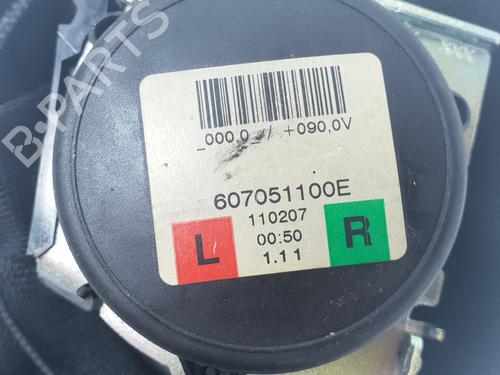 _000,0_/ +090,0V
607051100E
110207
L 00:50 R
1.11
B-PARTS